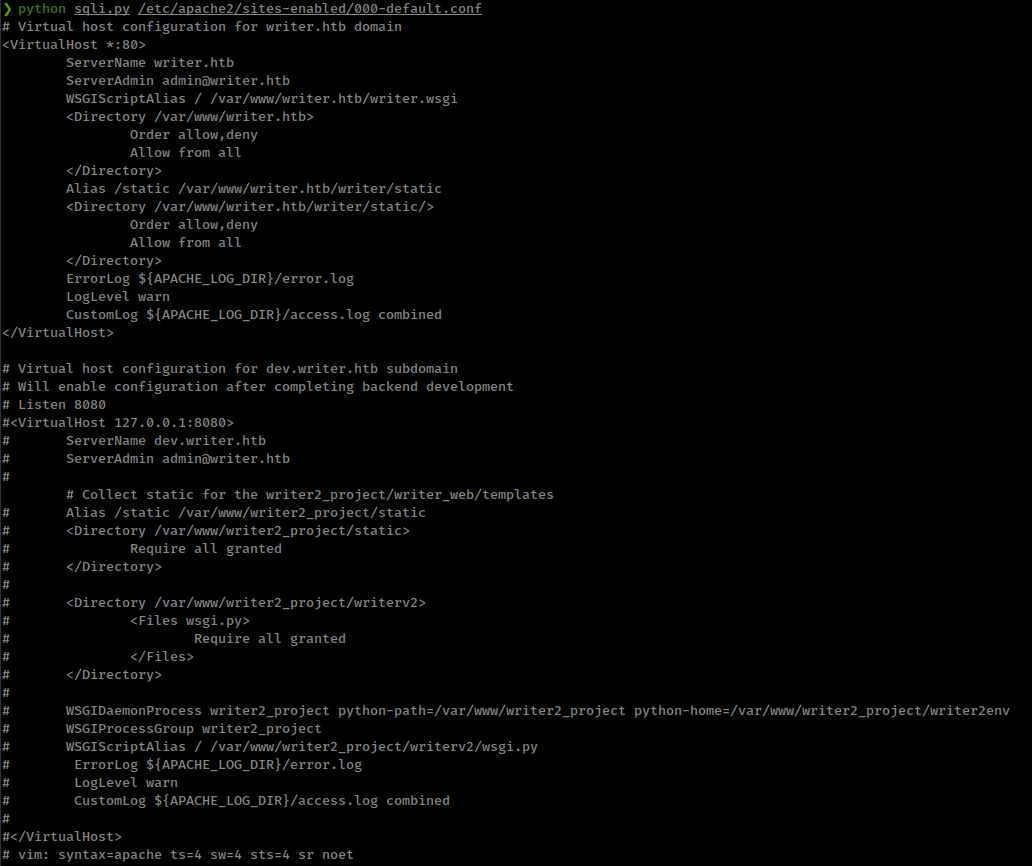 ❯ python sqli.py /etc/apache2/sites-enabled/000-default.conf
# Virtual host configuration for writer.htb domain
<VirtualHost *:80>
        ServerName writer.htb
        ServerAdmin admin@writer.htb
        WSGIScriptAlias / /var/www/writer.htb/writer.wsgi
        <Directory /var/www/writer.htb>
                Order allow,deny
                Allow from all
        </Directory>
        Alias /static /var/www/writer.htb/writer/static
        <Directory /var/www/writer.htb/writer/static/>
                Order allow,deny
                Allow from all
        </Directory>
        ErrorLog ${APACHE_LOG_DIR}/error.log
        LogLevel warn
        CustomLog ${APACHE_LOG_DIR}/access.log combined
</VirtualHost>

# Virtual host configuration for dev.writer.htb subdomain
# Will enable configuration after completing backend development
# Listen 8080
#<VirtualHost 127.0.0.1:8080>
#       ServerName dev.writer.htb
#       ServerAdmin admin@writer.htb
#
        # Collect static for the writer2_project/writer_web/templates
#       Alias /static /var/www/writer2_project/static
#       <Directory /var/www/writer2_project/static>
#               Require all granted
#       </Directory>
#
#       <Directory /var/www/writer2_project/writerv2>
#               <Files wsgi.py>
#                       Require all granted
#               </Files>
#       </Directory>
#
#       WSGIDaemonProcess writer2_project python-path=/var/www/writer2_project python-home=/var/www/writer2_project/writer2env
#       WSGIProcessGroup writer2_project
#       WSGIScriptAlias / /var/www/writer2_project/writerv2/wsgi.py
#        ErrorLog ${APACHE_LOG_DIR}/error.log
#        LogLevel warn
#        CustomLog ${APACHE_LOG_DIR}/access.log combined
#
#</VirtualHost>
# vim: syntax=apache ts=4 sw=4 sts=4 sr noet